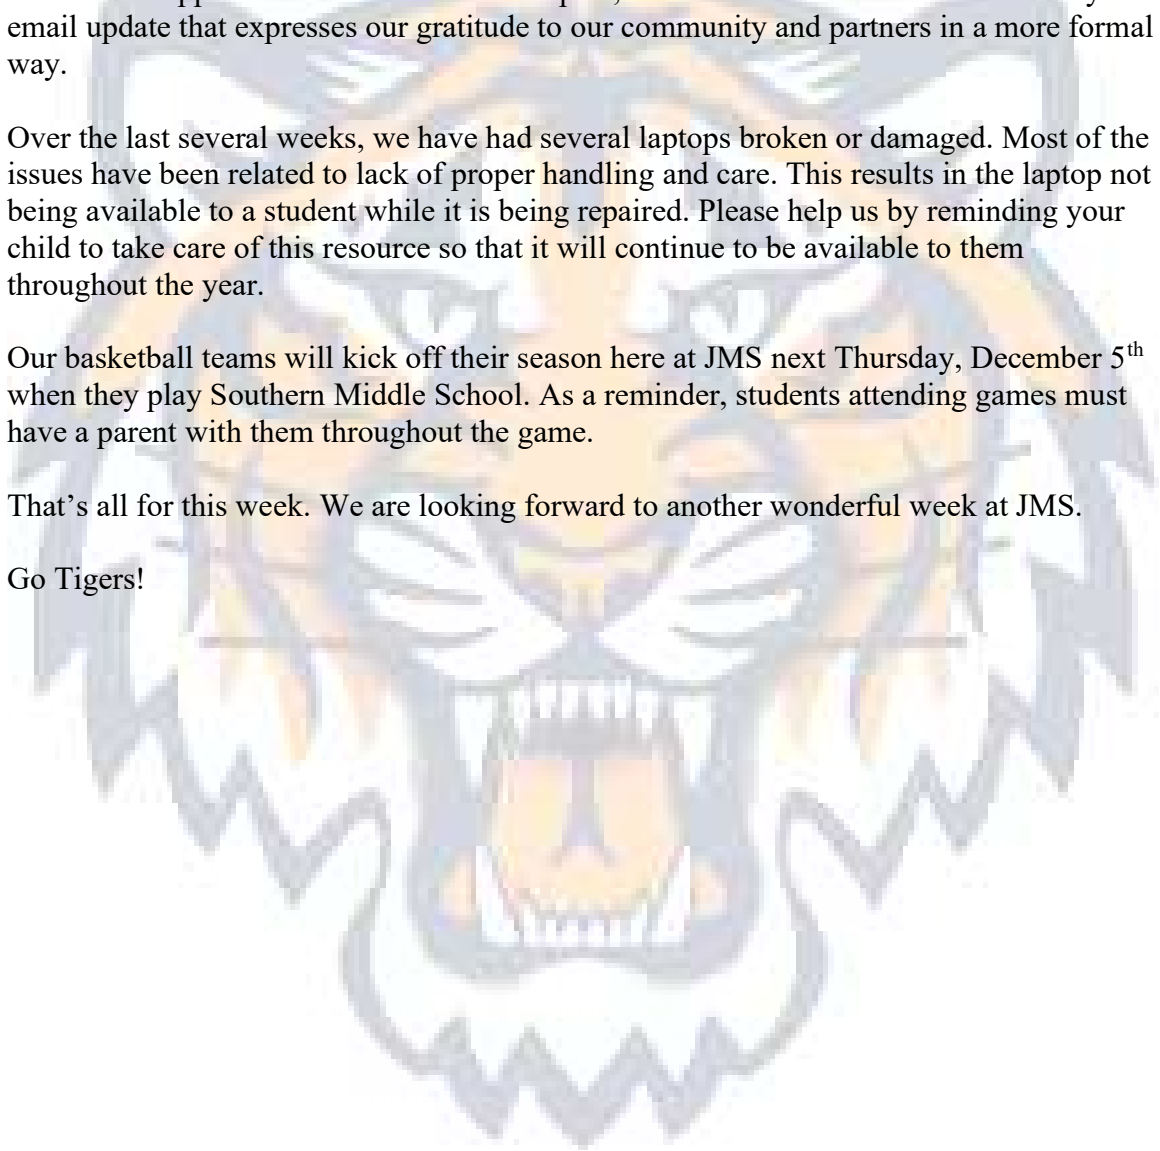 email update that expresses our gratitude to our community and partners in a more formal
way.
Over the last several weeks, we have had several laptops broken or damaged. Most of the
issues have been related to lack of proper handling and care. This results in the laptop not
being available to a student while it is being repaired. Please help us by reminding your
child to take care of this resource so that it will continue to be available to them
throughout the year.
Our basketball teams will kick off their season here at JMS next Thursday, December 5th
when they play Southern Middle School. As a reminder, students attending games must
have a parent with them throughout the game.
That’s all for this week. We are looking forward to another wonderful week at JMS.
Go Tigers!